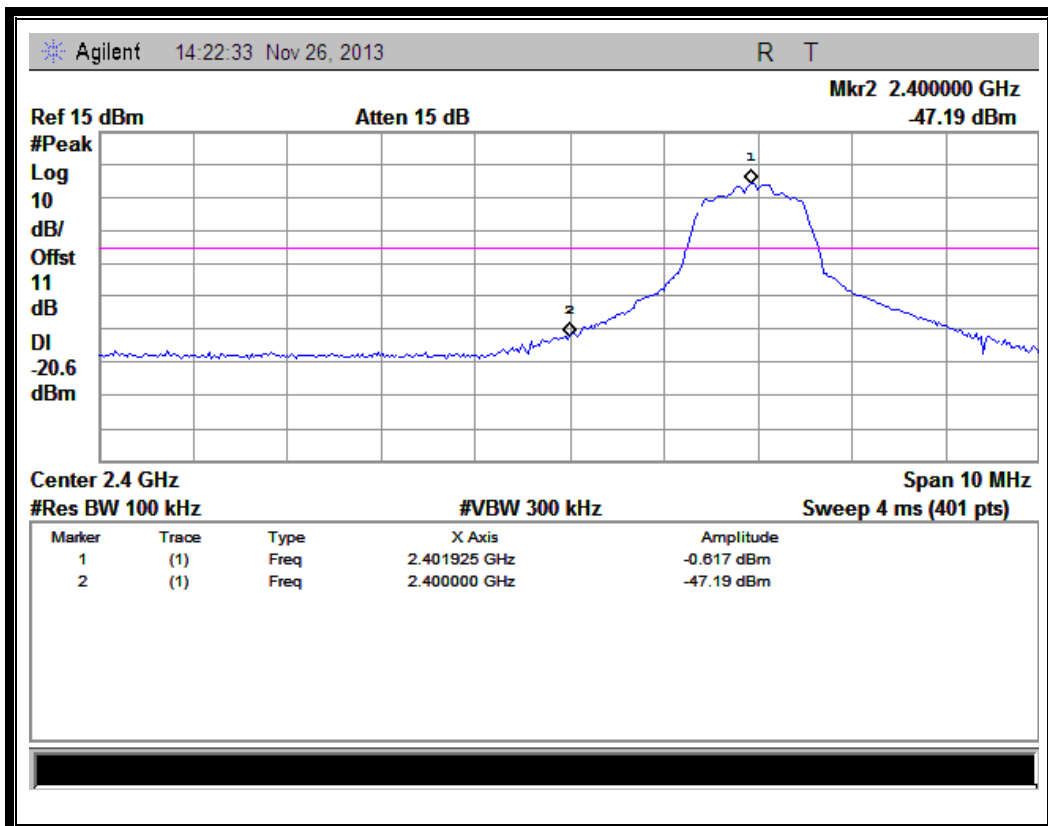 Agilent 14:22:33 Nov 26, 2013 R T
Mkr2 2.400000 GHz
Ref 15 dBm Atten 15 dB -47.19 dBm
#Peak
Log
10
dB/
Offst
11
dB
DI
-20.6
dBm
1
2
Center 2.4 GHz Span 10 MHz
#Res BW 100 kHz #VBW 300 kHz Sweep 4 ms (401 pts)
Marker Trace Type X Axis Amplitude
1 (1) Freq 2.401925 GHz -0.617 dBm
2 (1) Freq 2.400000 GHz -47.19 dBm